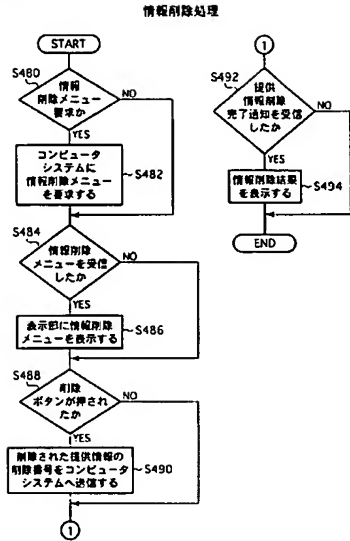 情報削除処理
START
S480
情報
削除メニュー
要求か
NO
YES
コンピュータ
システムに
情報削除メニュー
を要求する
S482
S484
情報削除
メニューを受信
したか
NO
YES
表示部に情報削除
メニューを表示する
S486
S488
削除
ボタンが押され
たか
NO
YES
削除された提供情報の
削除番号をコンピュータ
システムへ送信する
S490
1
1
S492
提供
情報削除
完了通知を受信
したか
NO
YES
情報削除結果
を表示する
S494
END